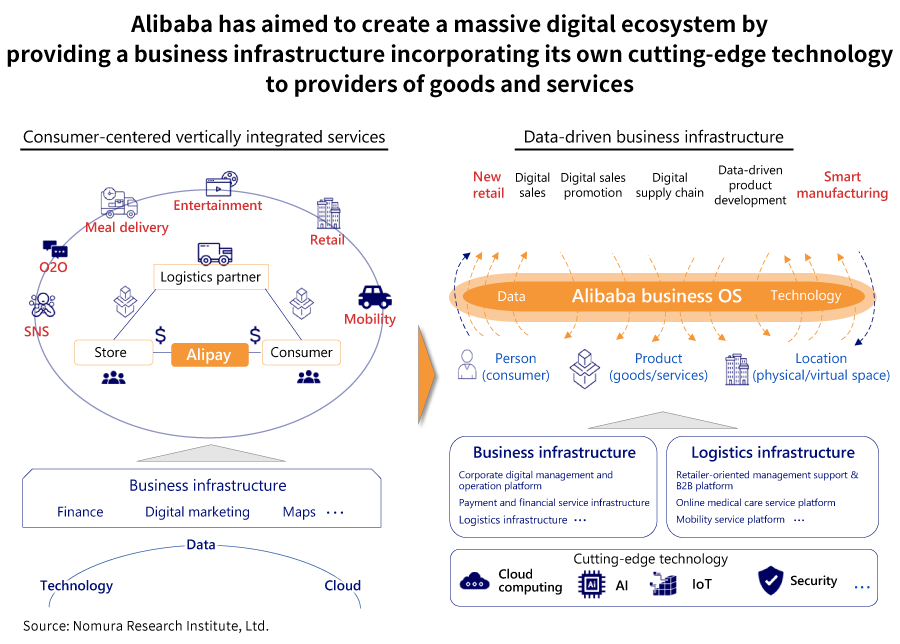 Alibaba has aimed to create a massive digital ecosystem by
providing a business infrastructure incorporating its own cutting-edge technology
to providers of goods and services
Consumer-centered vertically integrated services
Entertainment
Meal delivery
Retail
O2O
Logistics partner
SNS
Mobility
$
$
Store
Alipay
Consumer
Business infrastructure
Finance
Digital marketing
Maps ···
Data
Technology
Cloud
Data-driven business infrastructure
New
retail
Digital
sales
Digital sales
promotion
Digital
supply chain
Data-driven
product
development
Smart
manufacturing
Data
Alibaba business OS
Technology
Person
(consumer)
Product
(goods/services)
Location
(physical/virtual space)
Business infrastructure
Corporate digital management and
operation platform
Payment and financial service infrastructure
Logistics infrastructure ···
Logistics infrastructure
Retailer-oriented management support &
B2B platform
Online medical care service platform
Mobility service platform ···
Cutting-edge technology
Cloud
computing
AI
AI
IoT
Security
···
Source: Nomura Research Institute, Ltd.